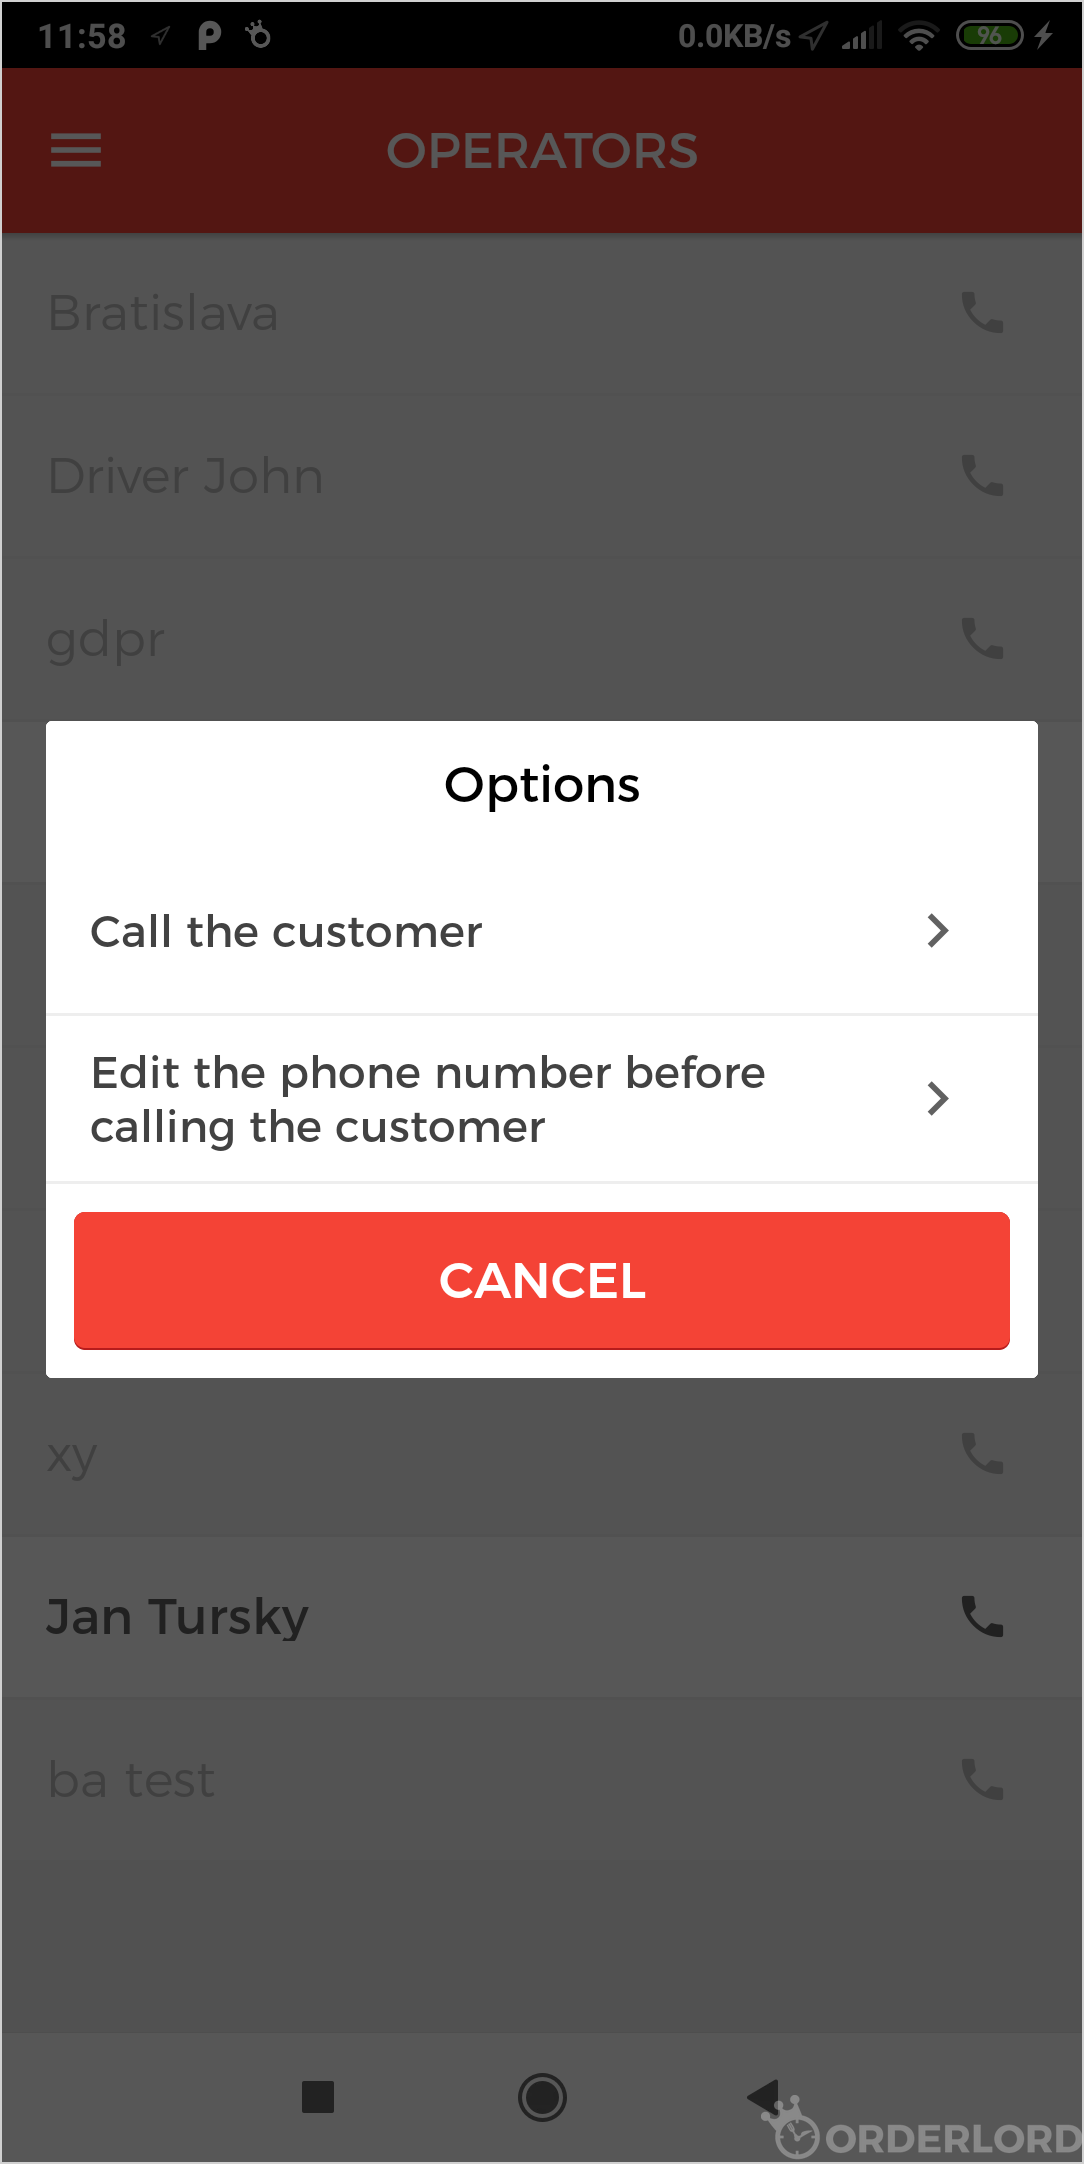 11:58 0.0KB/s 96
OPERATORS
Bratislava
Driver John
gdpr
Options
Call the customer
Edit the phone number before
calling the customer
CANCEL
xy
Jan Tursky
ba test
ORDERLORD